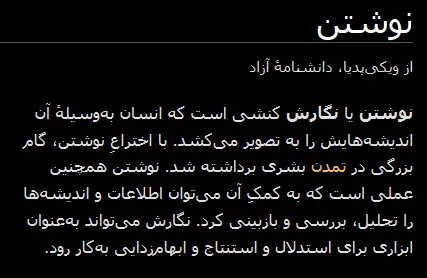 نوشتن
از ویکی‌پدیا، دانشنامهٔ آزاد
نوشتن یا نگارش کنشی است که انسان به‌وسیلهٔ آن
اندیشه‌هایش را به تصویر می‌کشد. با اختراعِ نوشتن، گام
بزرگی در تمدن بشری برداشته شد. نوشتن همچنین
عملی است که به کمکِ آن می‌توان اطلاعات و اندیشه‌ها
را تحلیل، بررسی و بازبینی کرد. نگارش می‌تواند به‌عنوان
ابزاری برای استدلال و استنتاج و ابهام‌زدایی به‌کار رود.